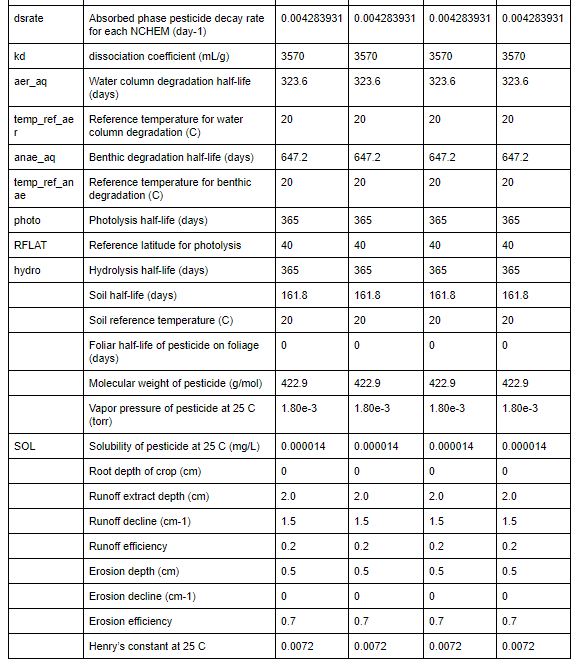 dsrate Absorbed phase pesticide decay rate 0.004283931 0.004283931 0.004283931 0.004283931
for each NCHEM (day-1)
kd dissociation coefficient (mL/g) 3570 3570 3570 3570
aer_aq Water column degradation half-life 323.6 323.6 323.6 323.6
(days)
temp_ref_ae Reference temperature for water 20 20 20 20
r column degradation (C)
anae_aq Benthic degradation half-life (days) 647.2 647.2 647.2 647.2
temp_ref_an Reference temperature for benthic 20 20 20 20
ae degradation (C)
photo Photolysis half-life (days) 365 365 365 365
RFLAT Reference latitude for photolysis 40 40 40 40
hydro Hydrolysis half-life (days) 365 365 365 365
Soil half-life (days) 161.8 161.8 161.8 161.8
Soil reference temperature (C) 20 20 20 20
Foliar half-life of pesticide on foliage 0 0 0 0
(days)
Molecular weight of pesticide (g/mol) 422.9 422.9 422.9 422.9
Vapor pressure of pesticide at 25 C 1.80e-3 1.80e-3 1.80e-3 1.80e-3
(torr)
SOL Solubility of pesticide at 25 C (mg/L) 0.000014 0.000014 0.000014 0.000014
Root depth of crop (cm) 0 0 0 0
Runoff extract depth (cm) 2.0 2.0 2.0 2.0
Runoff decline (cm-1) 1.5 1.5 1.5 1.5
Runoff efficiency 0.2 0.2 0.2 0.2
Erosion depth (cm) 0.5 0.5 0.5 0.5
Erosion decline (cm-1) 0 0 0 0
Erosion efficiency 0.7 0.7 0.7 0.7
Henry's constant at 25 C 0.0072 0.0072 0.0072 0.0072